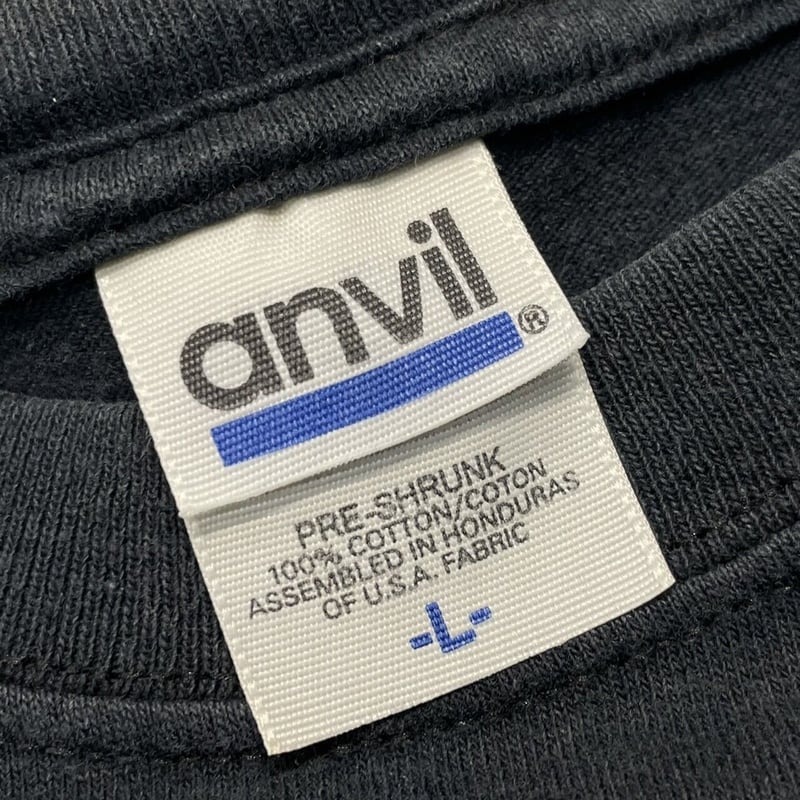 anvil®
PRE-SHRUNK
100% COTTON/COTON
ASSEMBLED IN HONDURAS
OF U.S.A. FABRIC
-L-